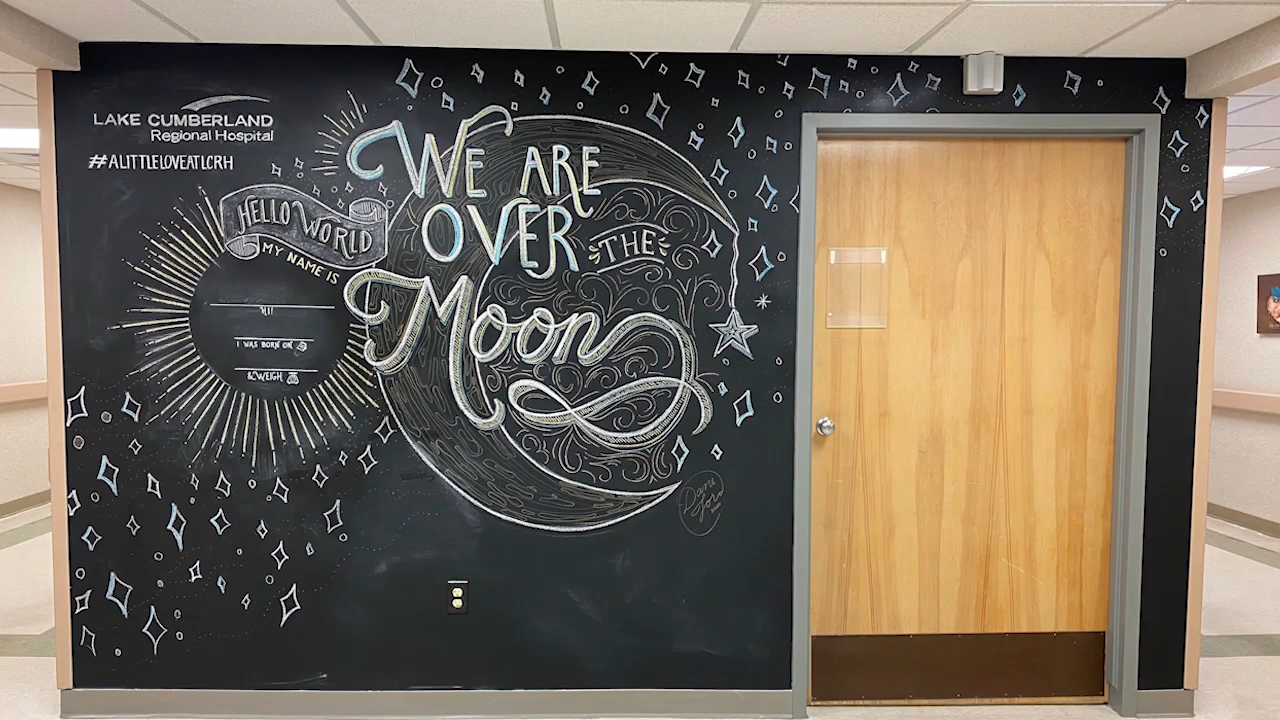 LAKE CUMBERLAND
Regional Hospital
#ALITTLELOVEATLCRH
HELLO WORLD
MY NAME IS
I WAS BORN ON
& WEIGH
WE ARE
OVER
THE
Moon